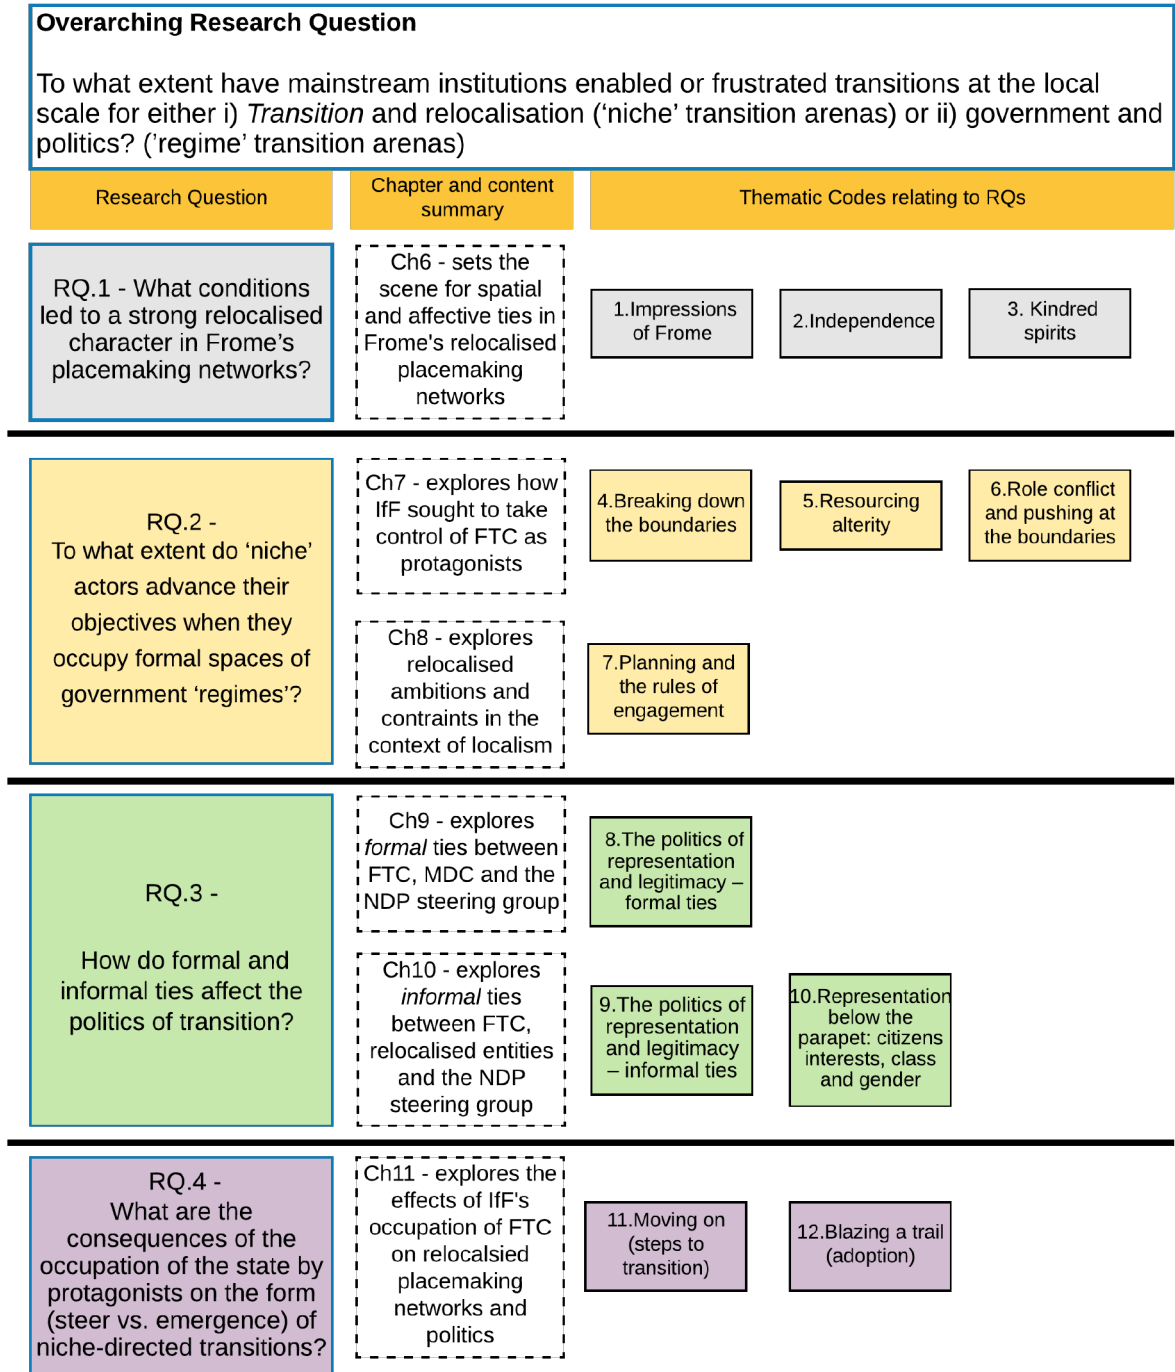 Overarching Research Question
To what extent have mainstream institutions enabled or frustrated transitions at the local
scale for either i) Transition and relocalisation (‘niche’ transition arenas) or ii) government and
politics? (’regime’ transition arenas)
Research Question
Chapter and content
summary
Thematic Codes relating to RQs
RQ.1 - What conditions
led to a strong relocalised
character in Frome’s
placemaking networks?
Ch6 - sets the
scene for spatial
and affective ties in
Frome's relocalised
placemaking
networks
1.Impressions
of Frome
2.Independence
3. Kindred
spirits
RQ.2 -
To what extent do ‘niche’
actors advance their
objectives when they
occupy formal spaces of
government ‘regimes’?
Ch7 - explores how
IfF sought to take
control of FTC as
protagonists
4.Breaking down
the boundaries
5.Resourcing
alterity
6.Role conflict
and pushing at
the boundaries
Ch8 - explores
relocalised
ambitions and
contraints in the
context of localism
7.Planning and
the rules of
engagement
RQ.3 -
How do formal and
informal ties affect the
politics of transition?
Ch9 - explores
formal ties between
FTC, MDC and the
NDP steering group
8.The politics of
representation
and legitimacy –
formal ties
Ch10 - explores
informal ties
between FTC,
relocalised entities
and the NDP
steering group
9.The politics of
representation
and legitimacy
– informal ties
10.Representation
below the
parapet: citizens
interests, class
and gender
RQ.4 -
What are the
consequences of the
occupation of the state by
protagonists on the form
(steer vs. emergence) of
niche-directed transitions?
Ch11 - explores the
effects of IfF's
occupation of FTC
on relocalsied
placemaking
networks and
politics
11.Moving on
(steps to
transition)
12.Blazing a trail
(adoption)